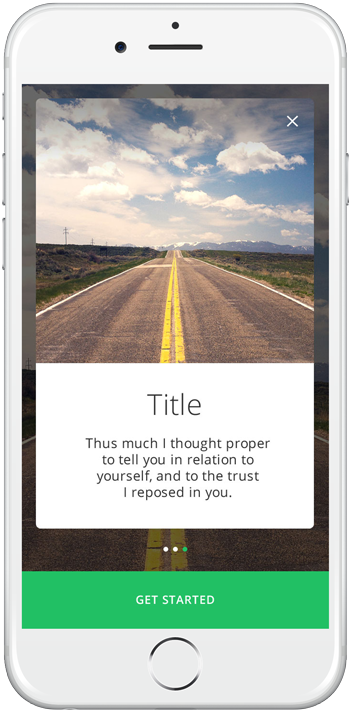 Title
Thus much I thought proper
to tell you in relation to
yourself, and to the trust
I reposed in you.
GET STARTED